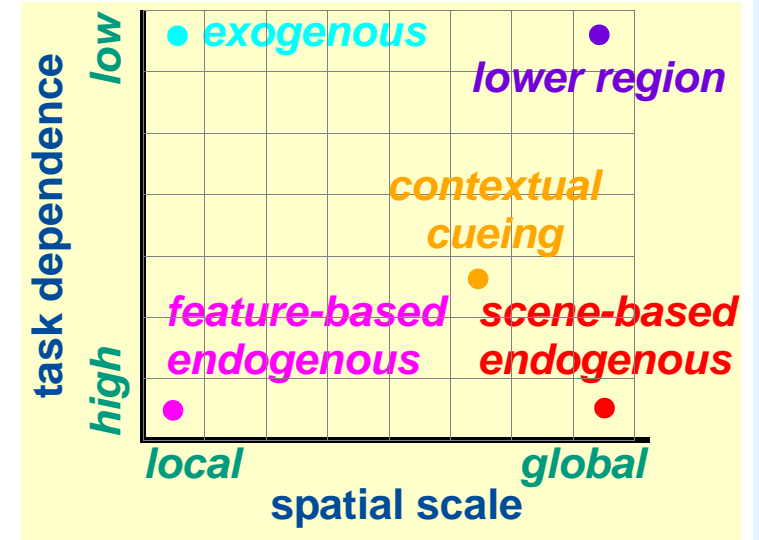 low
exogenous
lower region
task dependence
contextual
cueing
feature-based
endogenous
scene-based
endogenous
high
local
global
spatial scale